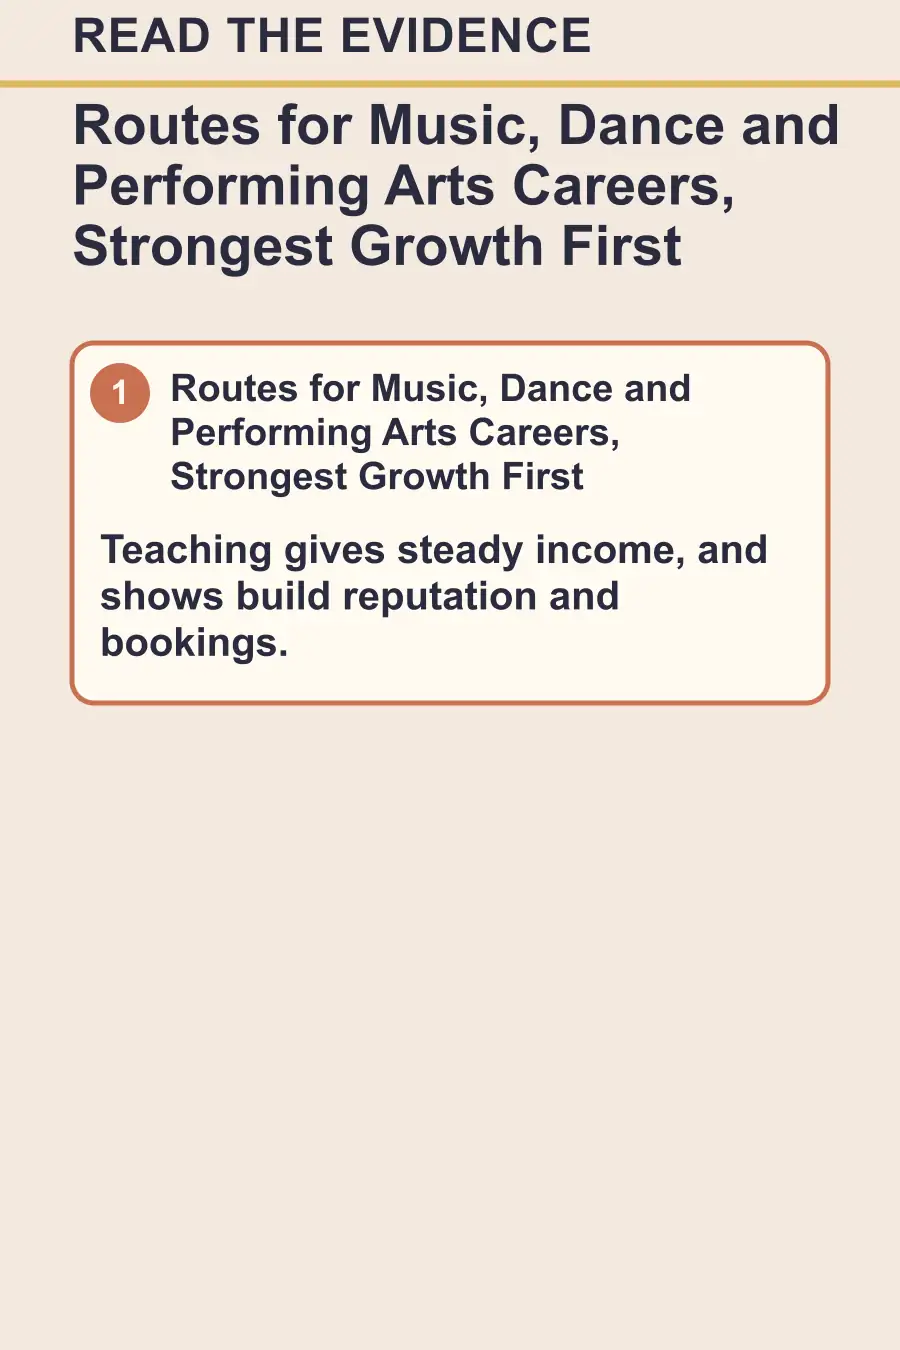 READ THE EVIDENCE
Routes for Music, Dance and
Performing Arts Careers,
Strongest Growth First
1
Routes for Music, Dance and
Performing Arts Careers,
Strongest Growth First
Teaching gives steady income, and
shows build reputation and
bookings.